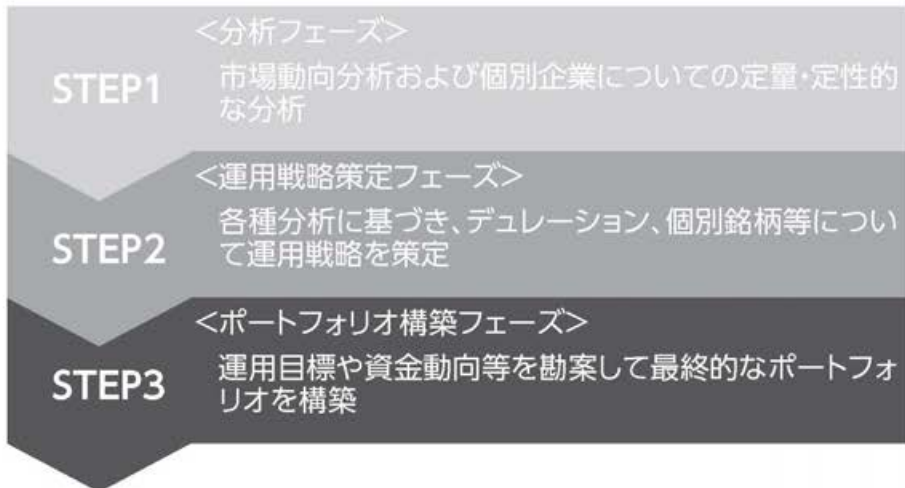 STEP1
<分析フェーズ>
市場動向分析および個別企業についての定量・定性的
な分析
STEP2
<運用戦略策定フェーズ>
各種分析に基づき、デュレーション、個別銘柄等につい
て運用戦略を策定
STEP3
<ポートフォリオ構築フェーズ>
運用目標や資金動向等を勘案して最終的なポートフォ
リオを構築